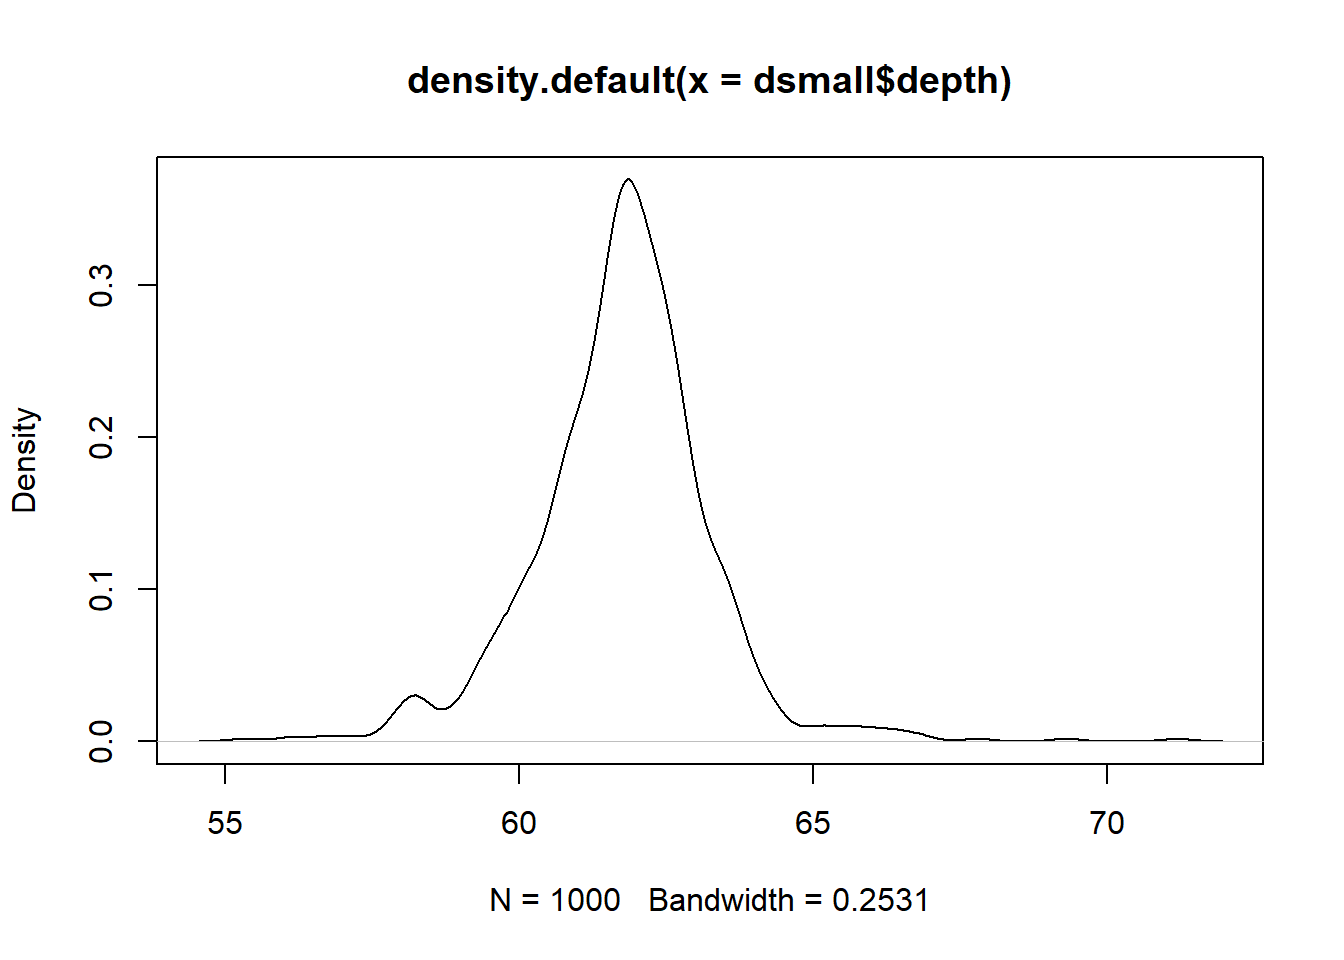 density.default(x = dsmall$depth)
Density
0.3
0.2
0.1
0.0
55 60 65 70
N = 1000 Bandwidth = 0.2531